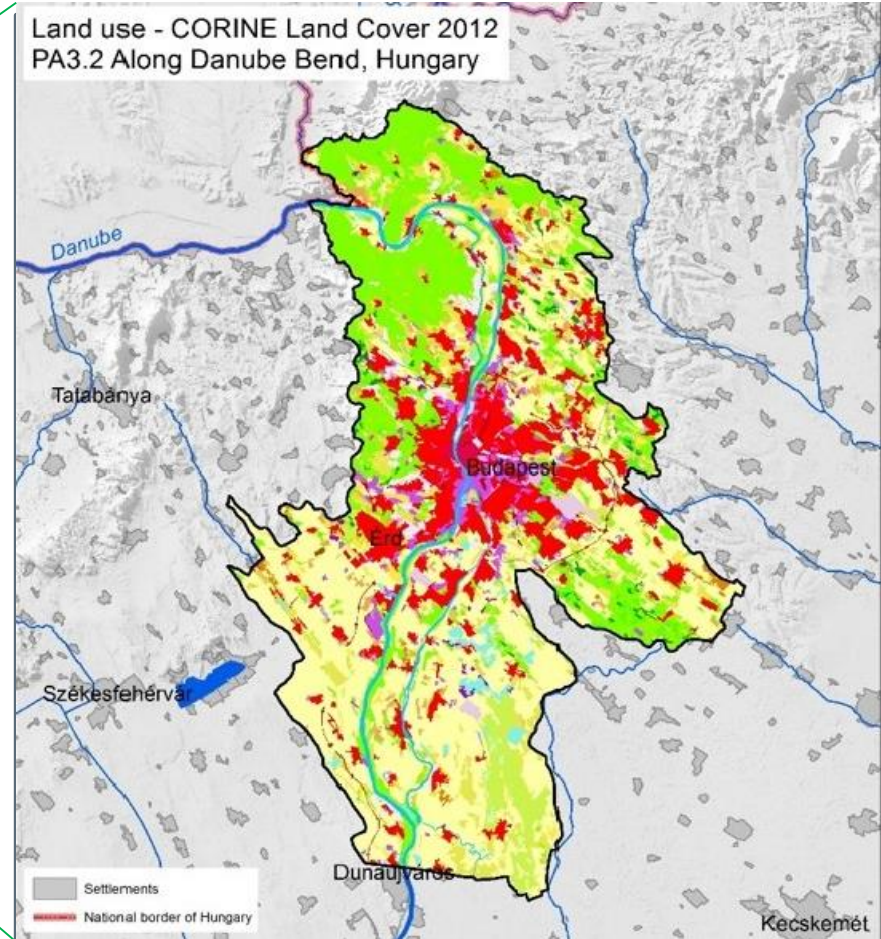 Land use - CORINE Land Cover 2012
PA3.2 Along Danube Bend, Hungary
Danube
Tatabánya
Budapest
Érd
Székesfehérvár
Dunaújváros
Settlements
National border of Hungary
Kecskemét